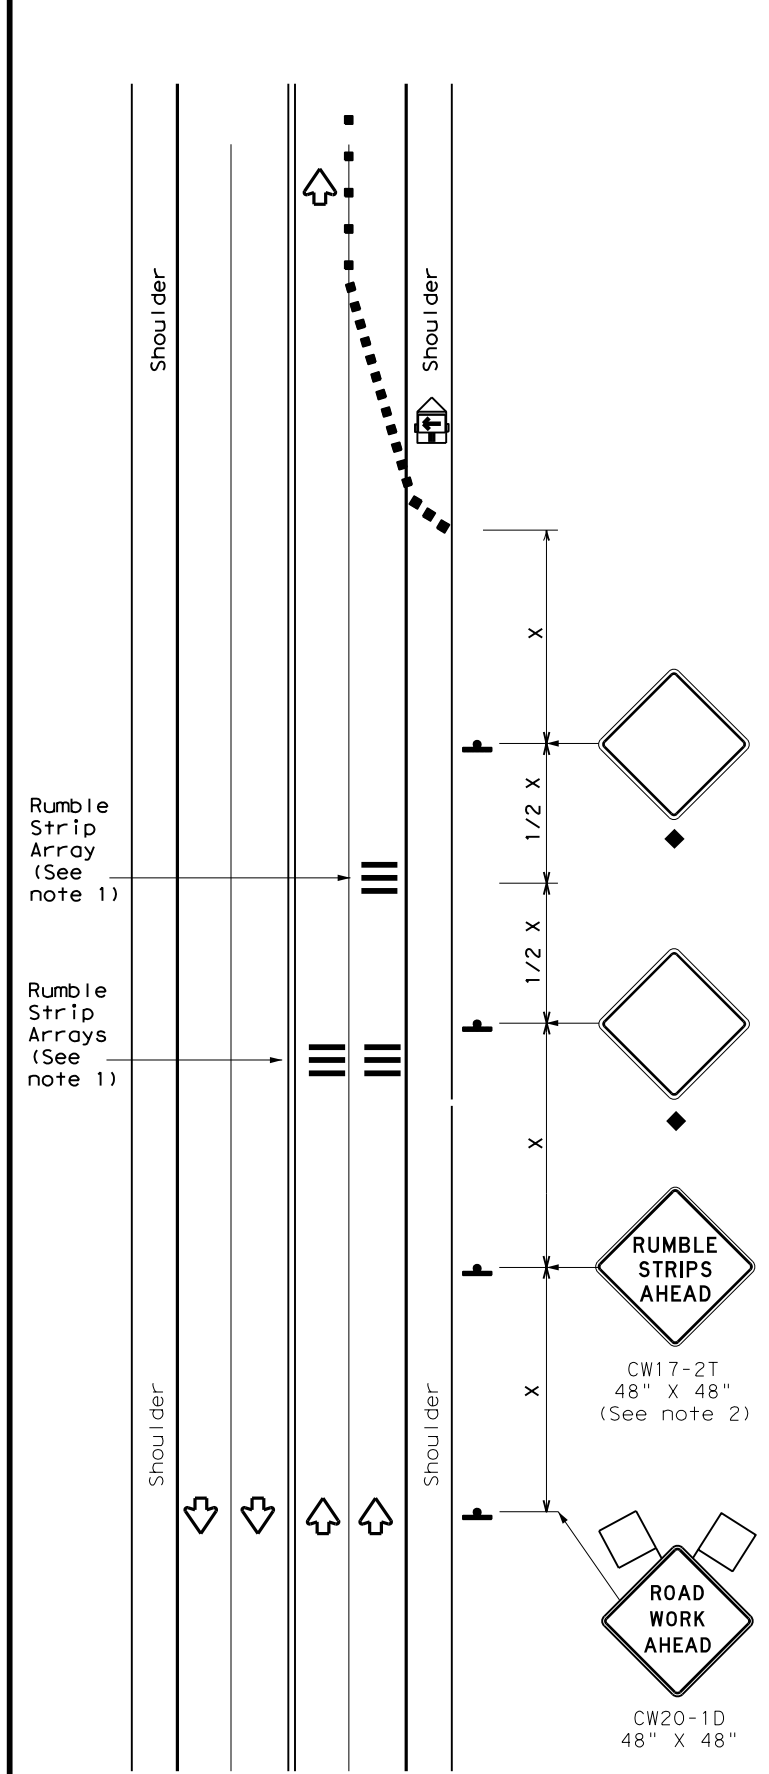 Shoulder
Shoulder
X
1/2 X
Rumble
Strip
Array
(See
note 1)
1/2 X
Rumble
Strip
Arrays
(See
note 1)
X
RUMBLE
STRIPS
AHEAD
CW17-2T
48" X 48"
(See note 2)
X
Shoulder
Shoulder
ROAD
WORK
AHEAD
CW20-1D
48" X 48"